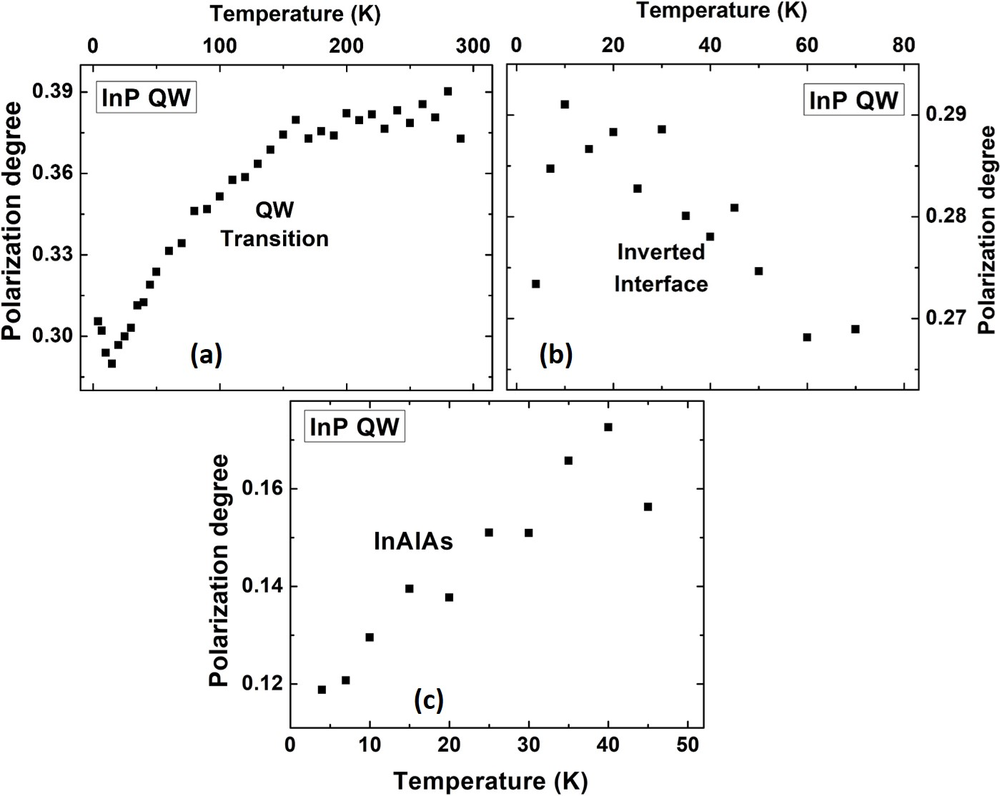 Temperature (K)
0 100 200 300
0.39
0.36
0.33
0.30
Polarization degree
InP QW
QW
Transition
(a)
Temperature (K)
0 20 40 60 80
InP QW
0.29
0.28
0.27
Polarization degree
Inverted
Interface
(b)
InP QW
0.16
0.14
0.12
Polarization degree
InAlAs
(c)
0 10 20 30 40 50
Temperature (K)